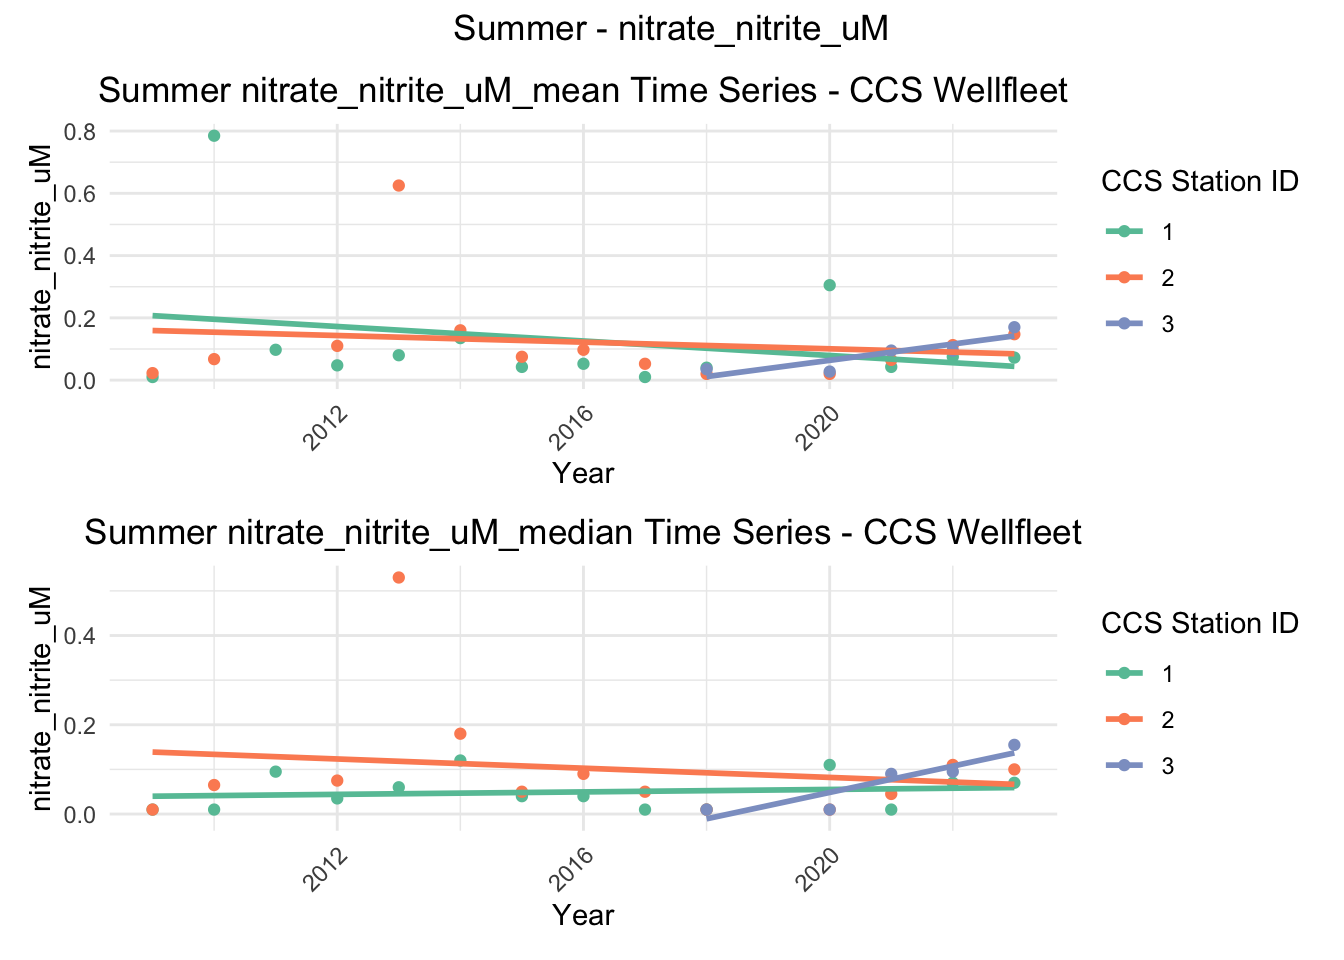 Summer - nitrate_nitrite_uM
Summer nitrate_nitrite_uM_mean Time Series - CCS Wellfleet
nitrate_nitrite_uM
0.8
0.6
0.4
0.2
0.0
2012
2016
2020
Year
CCS Station ID
1
2
3
Summer nitrate_nitrite_uM_median Time Series - CCS Wellfleet
nitrate_nitrite_uM
0.4
0.2
0.0
2012
2016
2020
Year
CCS Station ID
1
2
3